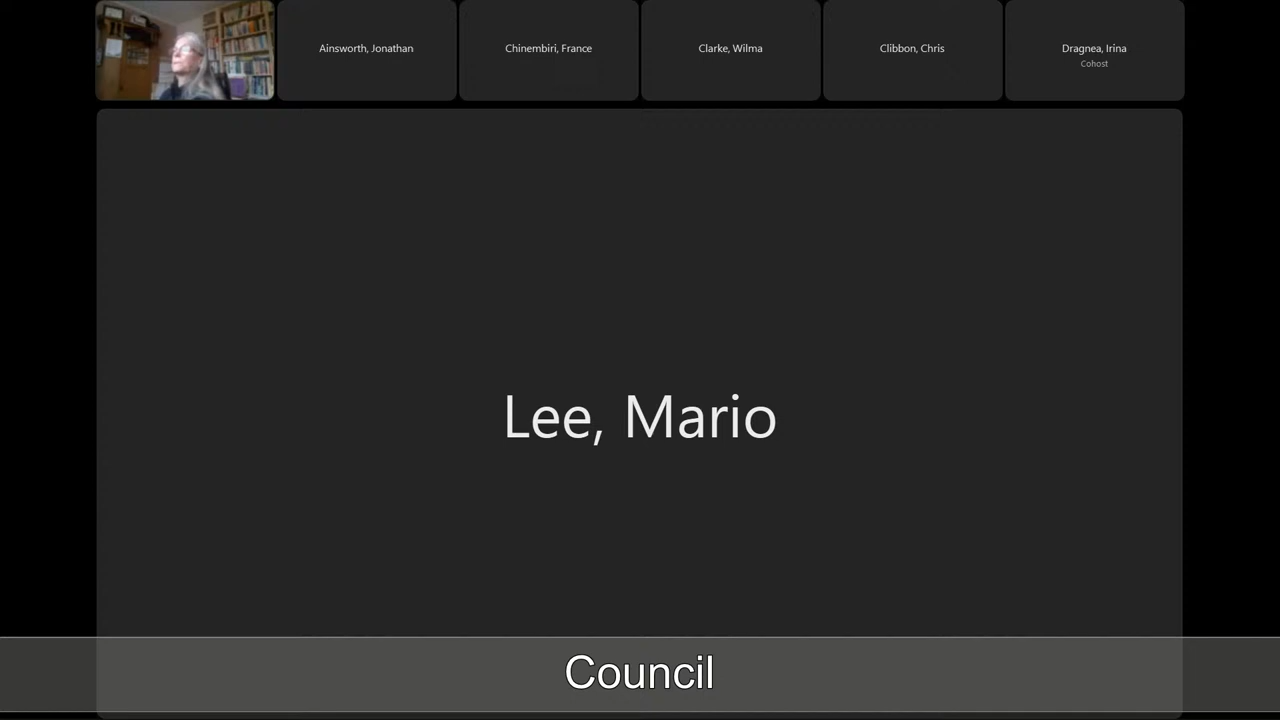 Ainsworth, Jonathan
Chinembiri, France
Clarke, Wilma
Clibbon, Chris
Dragnea, Irina
Cohost
Lee, Mario
Council